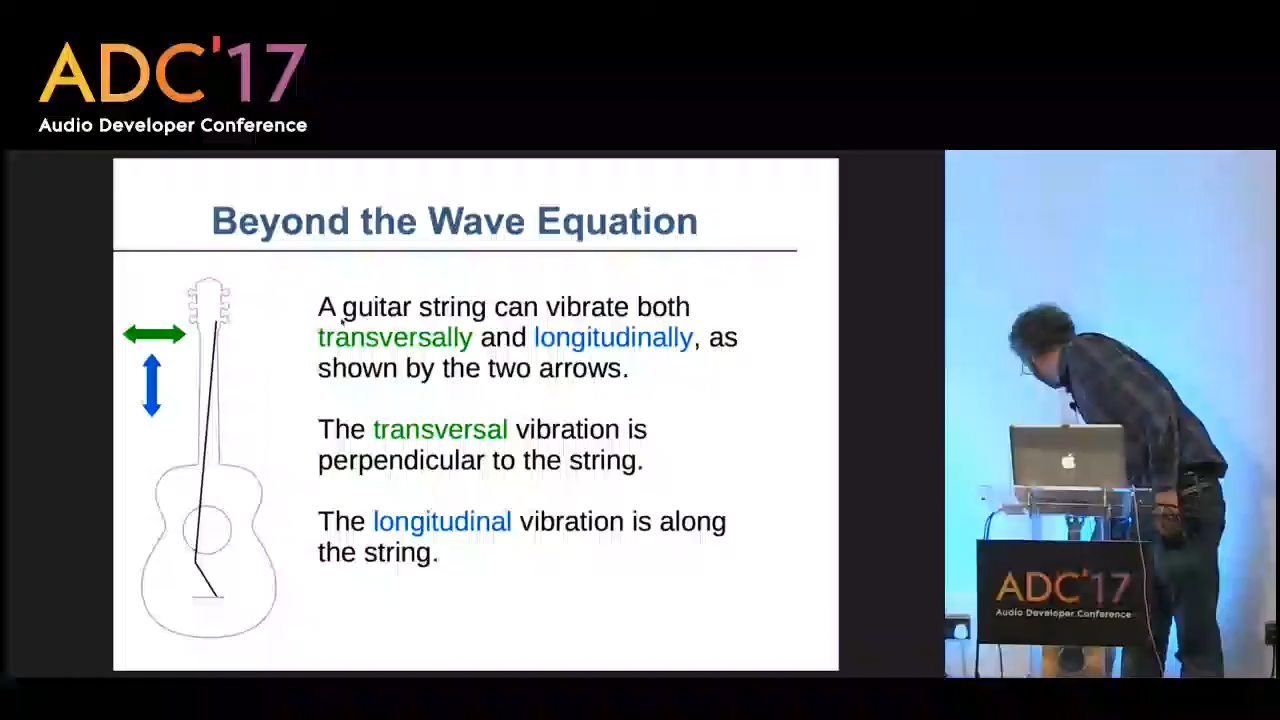 ADC'17
Audio Developer Conference
Beyond the Wave Equation
A guitar string can vibrate both
transversally and longitudinally, as
shown by the two arrows.
The transversal vibration is
perpendicular to the string.
The longitudinal vibration is along
the string.
ADC'17
Audio Developer Conference